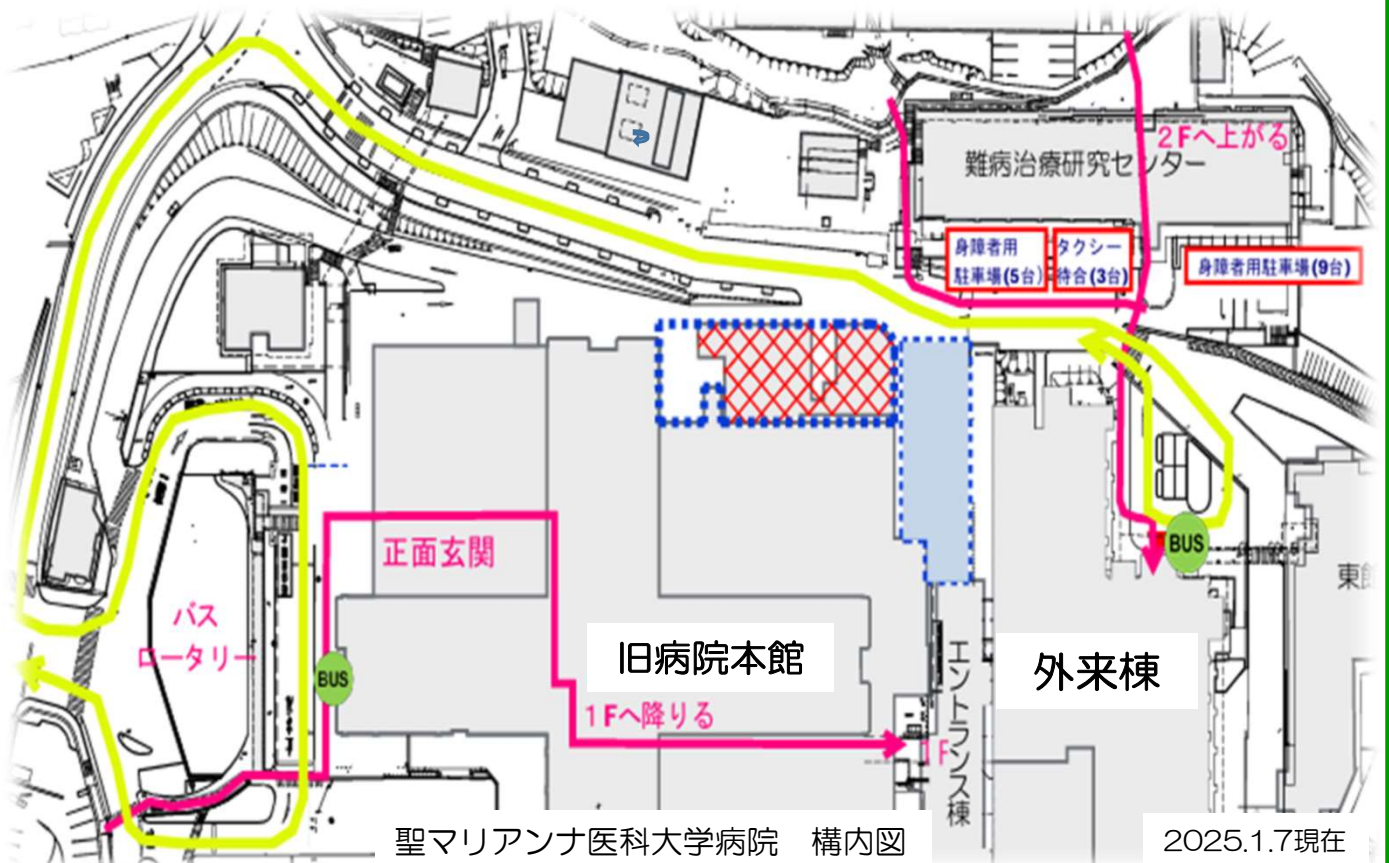 2Fへ上がる
難病治療研究センター
身障者用
駐車場(5台)
タクシー
待合(3台)
身障者用駐車場(9台)
正面玄関
バス
ロータリー
BUS
BUS
東館
旧病院本館
外来棟
1Fへ降りる
1F
エントランス棟
聖マリアンナ医科大学病院 構内図
2025.1.7現在